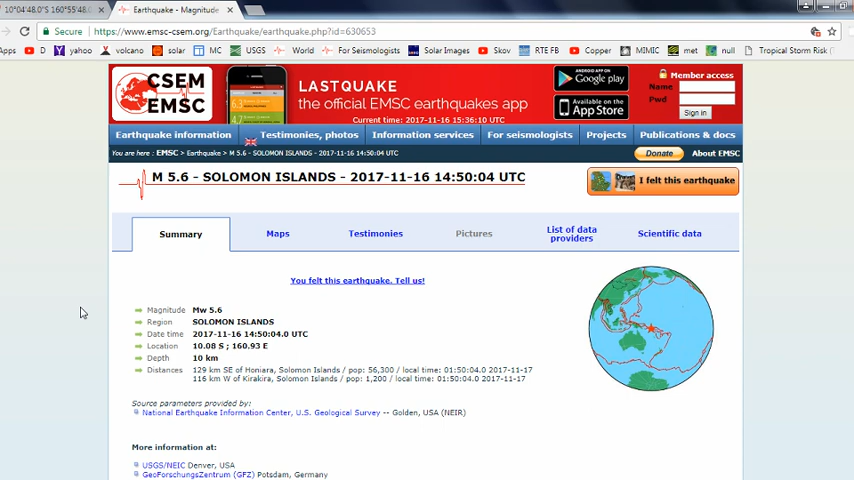 10°04'48.0"S 160°55'48.0
Earthquake - Magnitude
Secure https://www.emsc-csem.org/Earthquake/earthquake.php?id=630653
Apps D yahoo volcano solar MC USGS World For Seismologists Solar Images Skov RTE FB Copper MIMIC met null Tropical Storm Risk (
CSEM
EMSC
LASTQUAKE
the official EMSC earthquakes app
Current time: 2017-11-16 15:36:10 UTC
ANDROID APP ON
Google play
Available on the
App Store
Member access
Name
Pwd
Sign in
Earthquake information Testimonies, photos Information services For seismologists Projects Publications & docs
You are here: EMSC > Earthquake > M 5.6 - SOLOMON ISLANDS - 2017-11-16 14:50:04 UTC
Donate About EMSC
M 5.6 - SOLOMON ISLANDS - 2017-11-16 14:50:04 UTC
I felt this earthquake
Summary Maps Testimonies Pictures List of data providers Scientific data
You felt this earthquake. Tell us!
Magnitude Mw 5.6
Region SOLOMON ISLANDS
Date time 2017-11-16 14:50:04.0 UTC
Location 10.08 S ; 160.93 E
Depth 10 km
Distances 129 km SE of Honiara, Solomon Islands / pop: 56,300 / local time: 01:50:04.0 2017-11-17
116 km W of Kirakira, Solomon Islands / pop: 1,200 / local time: 01:50:04.0 2017-11-17
Source parameters provided by:
National Earthquake Information Center, U.S. Geological Survey -- Golden, USA (NEIR)
More information at:
USGS/NEIC Denver, USA
GeoForschungsZentrum (GFZ) Potsdam, Germany